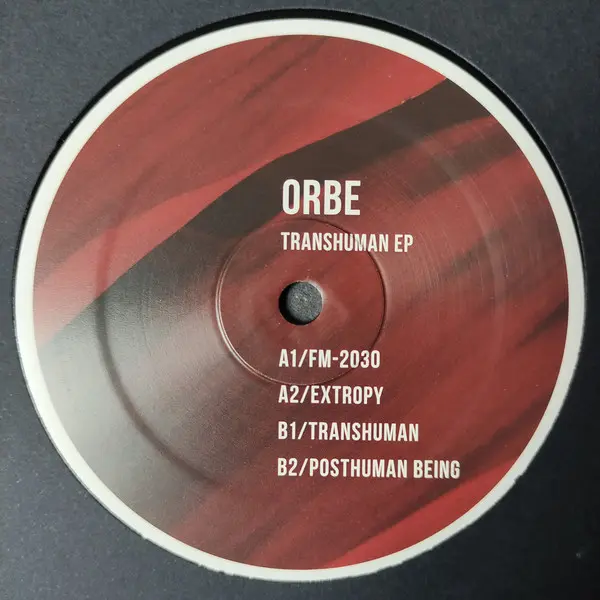 ORBE
TRANSHUMAN EP
A1/FM-2030
A2/EXTROPY
B1/TRANSHUMAN
B2/POSTHUMAN BEING